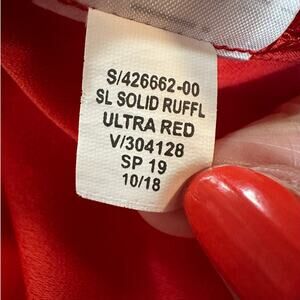 S/426662-00
SL SOLID RUFFL
ULTRA RED
V/304128
SP 19
10/18